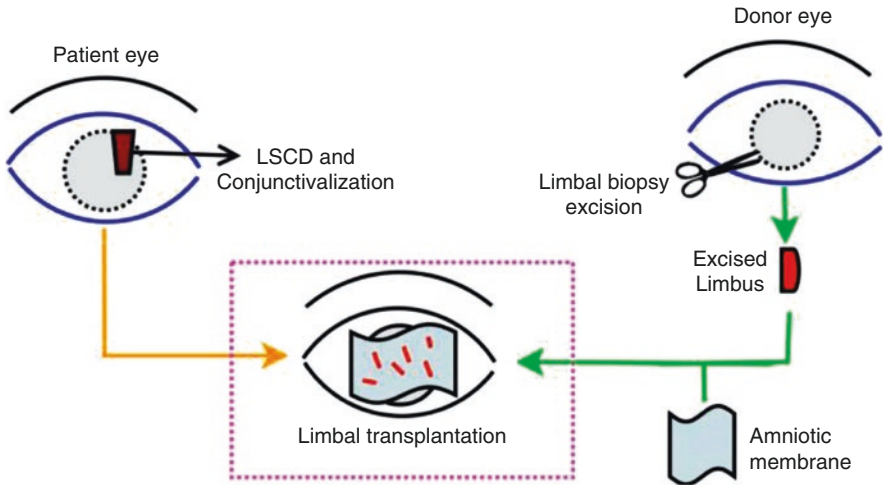 Donor eye
Patient eye
LSCD and
Conjunctivalization
Limbal biopsy
excision
Excised
Limbus
Limbal transplantation
Amniotic
membrane